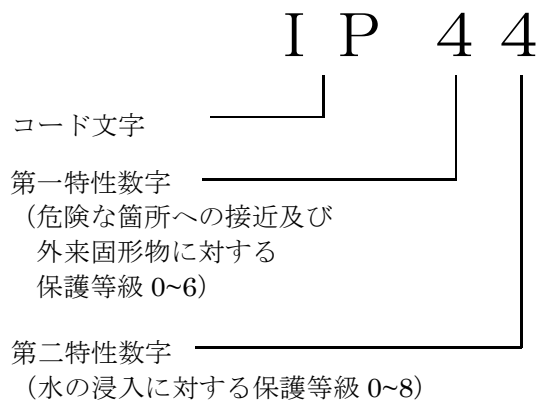 ＩＰ ４４
コード文字
第一特性数字
（危険な箇所への接近及び
外来固形物に対する
保護等級 0~6）
第二特性数字
（水の浸入に対する保護等級 0~8）